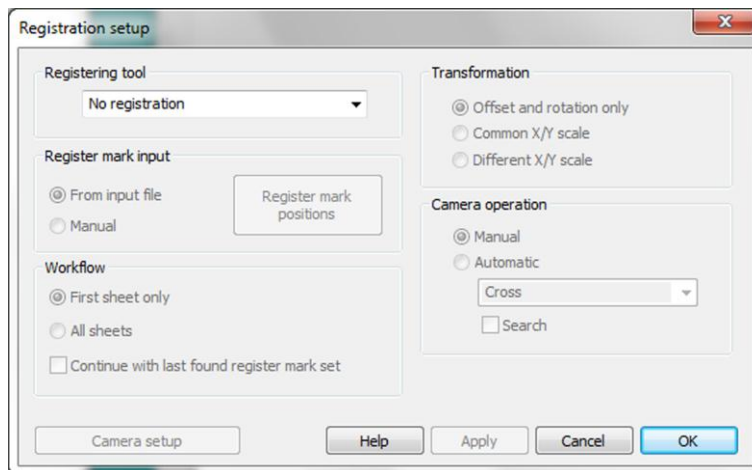 Registration setup
Registering tool
No registration
Register mark input
From input file
Manual
Register mark
positions
Workflow
First sheet only
All sheets
Continue with last found register mark set
Transformation
Offset and rotation only
Common X/Y scale
Different X/Y scale
Camera operation
Manual
Automatic
Cross
Search
Camera setup
Help
Apply
Cancel
OK